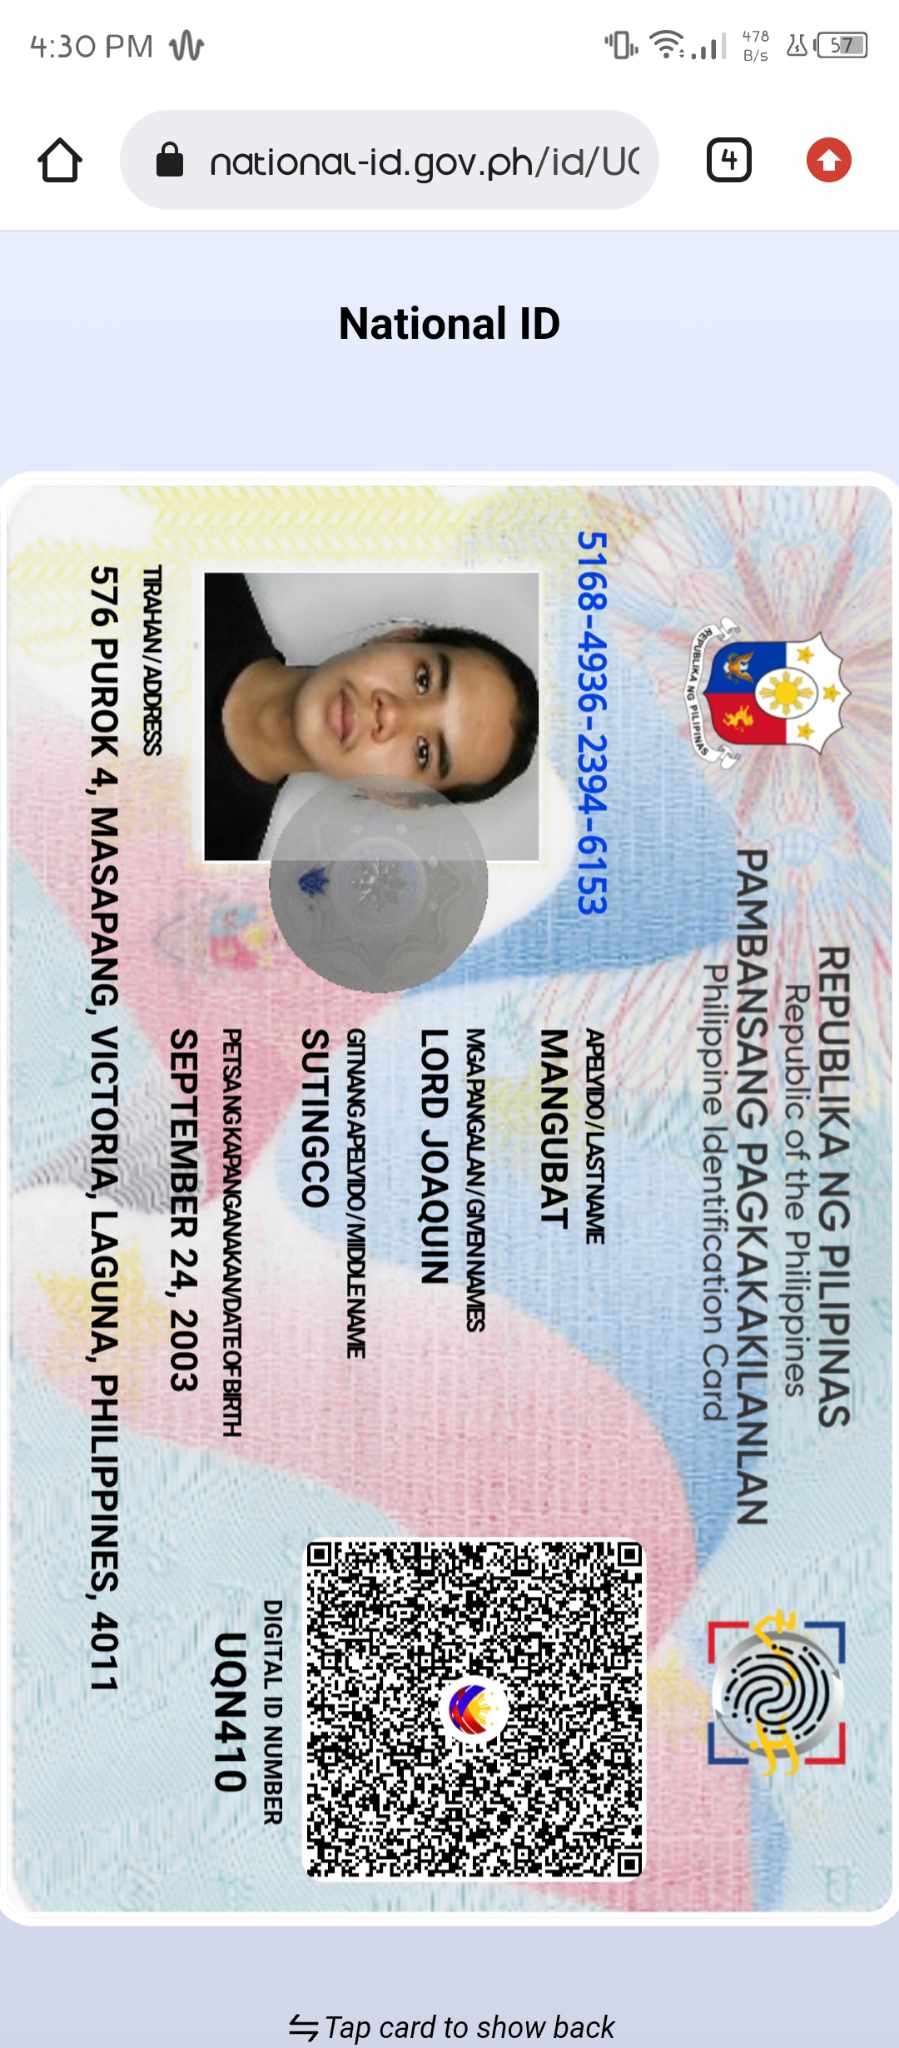 4:30 PM
478 B/s
57
national-id.gov.ph/id/U
4
National ID
REPUBLIKA NG PILIPINAS
Republic of the Philippines
PAMBANSANG PAGKAKAKILANLAN
Philippine Identification Card
REPUBLIKA NG PILIPINAS
5168-4936-2394-6153
APELYIDO / LAST NAME
MANGUBAT
MGA PANGALAN / GIVEN NAMES
LORD JOAQUIN
GITNANG APELYIDO / MIDDLE NAME
SUTINGCO
PETSA NG KAPANGANAKAN/DATE OF BIRTH
SEPTEMBER 24, 2003
TIRAHAN / ADDRESS
576 PUROK 4, MASAPANG, VICTORIA, LAGUNA, PHILIPPINES, 4011
DIGITAL ID NUMBER
UQN410
Tap card to show back